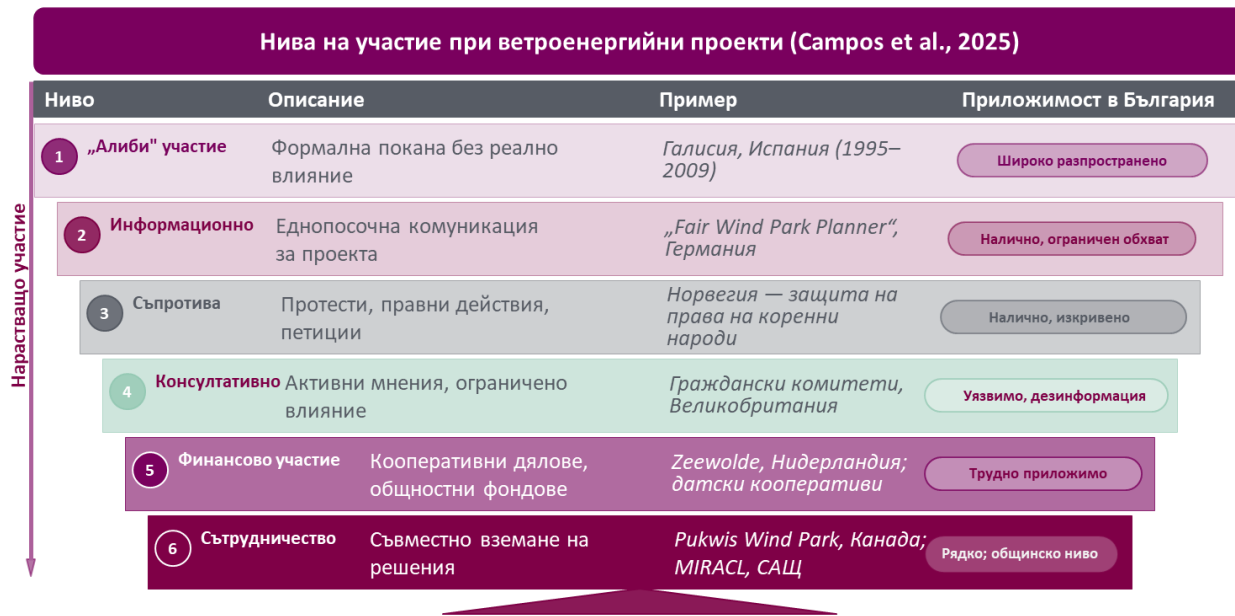 Нива на участие при ветроенергийни проекти (Campos et al., 2025)
Нарастващо участие
Ниво Описание Пример Приложимост в България
1 „Алиби" участие Формална покана без реално
влияние
Галисия, Испания (1995–
2009)
Широко разпространено
2 Информационно Еднопосочна комуникация
за проекта
„Fair Wind Park Planner“,
Германия
Налично, ограничен обхват
3 Съпротива Протести, правни действия,
петиции
Норвегия — защита на
права на коренни
народи
Налично, изкривено
4 Консултативно Активни мнения, ограничено
влияние
Граждански комитети,
Великобритания
Уязвимо, дезинформация
5 Финансово участие Кооперативни дялове,
общностни фондове
Zeewolde, Нидерландия;
датски кооперативи
Трудно приложимо
6 Сътрудничество Съвместно вземане на
решения
Pukwis Wind Park, Канада;
MIRACL, САЩ
Рядко; общинско ниво